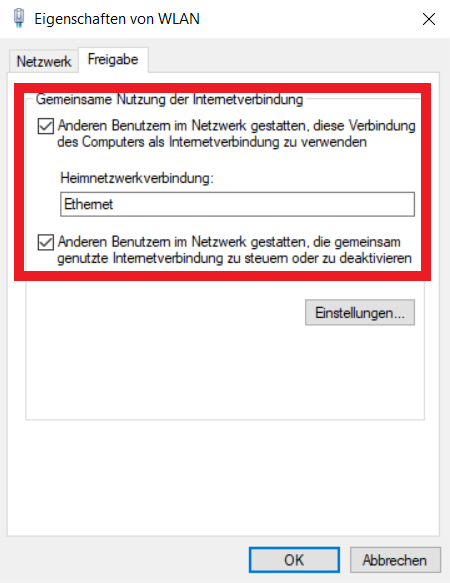 Eigenschaften von WLAN
Netzwerk
Freigabe
Gemeinsame Nutzung der Internetverbindung
Anderen Benutzern im Netzwerk gestatten, diese Verbindung
des Computers als Internetverbindung zu verwenden
Heimnetzwerkverbindung:
Ethernet
Anderen Benutzern im Netzwerk gestatten, die gemeinsam
genutzte Internetverbindung zu steuern oder zu deaktivieren
Einstellungen...
OK
Abbrechen